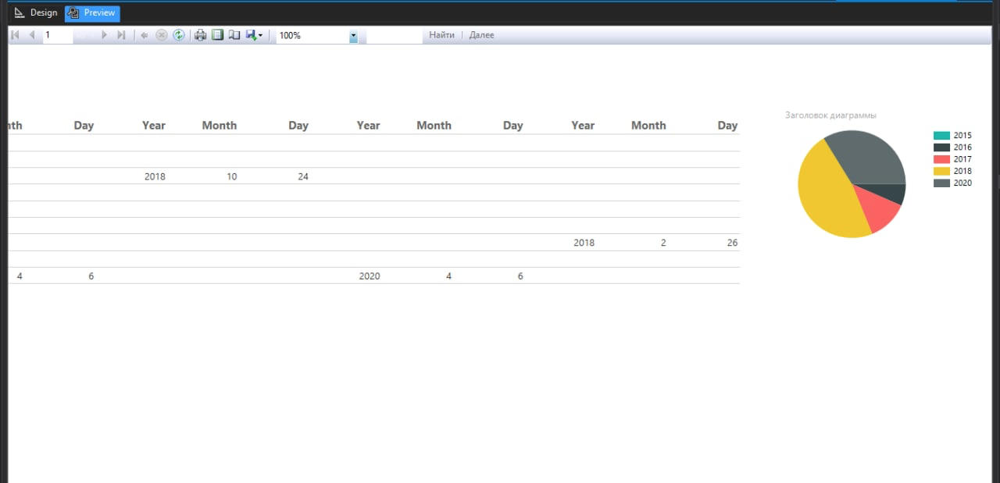 Design Preview
1 100% Найти Далее
Заголовок диаграммы
nth Day Year Month Day Year Month Day Year Month Day
2018 10 24
2018 2 26
4 6 2020 4 6
2015
2016
2017
2018
2020